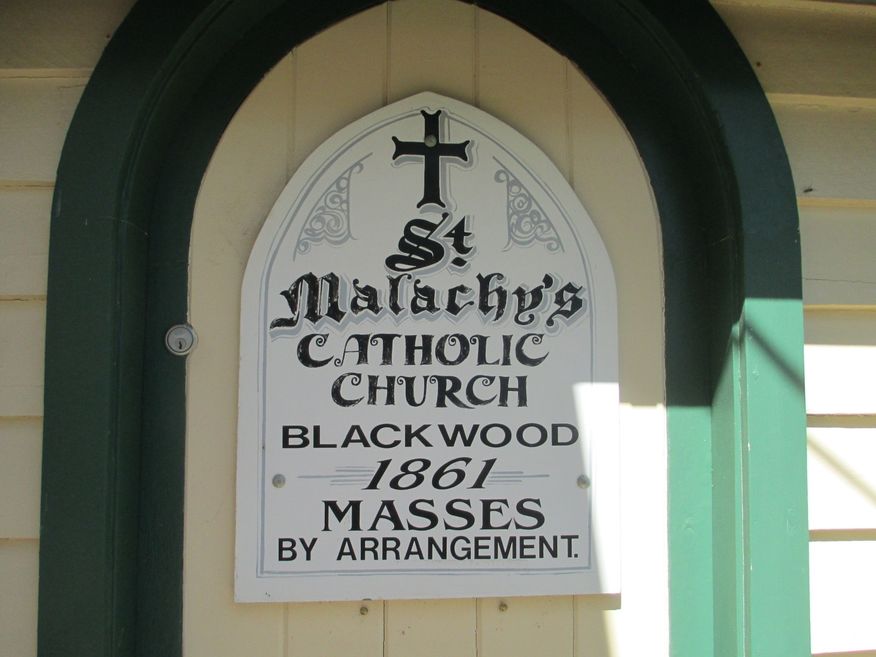 St.
Malachy's
CATHOLIC
CHURCH
BLACKWOOD
1861
MASSES
BY ARRANGEMENT.